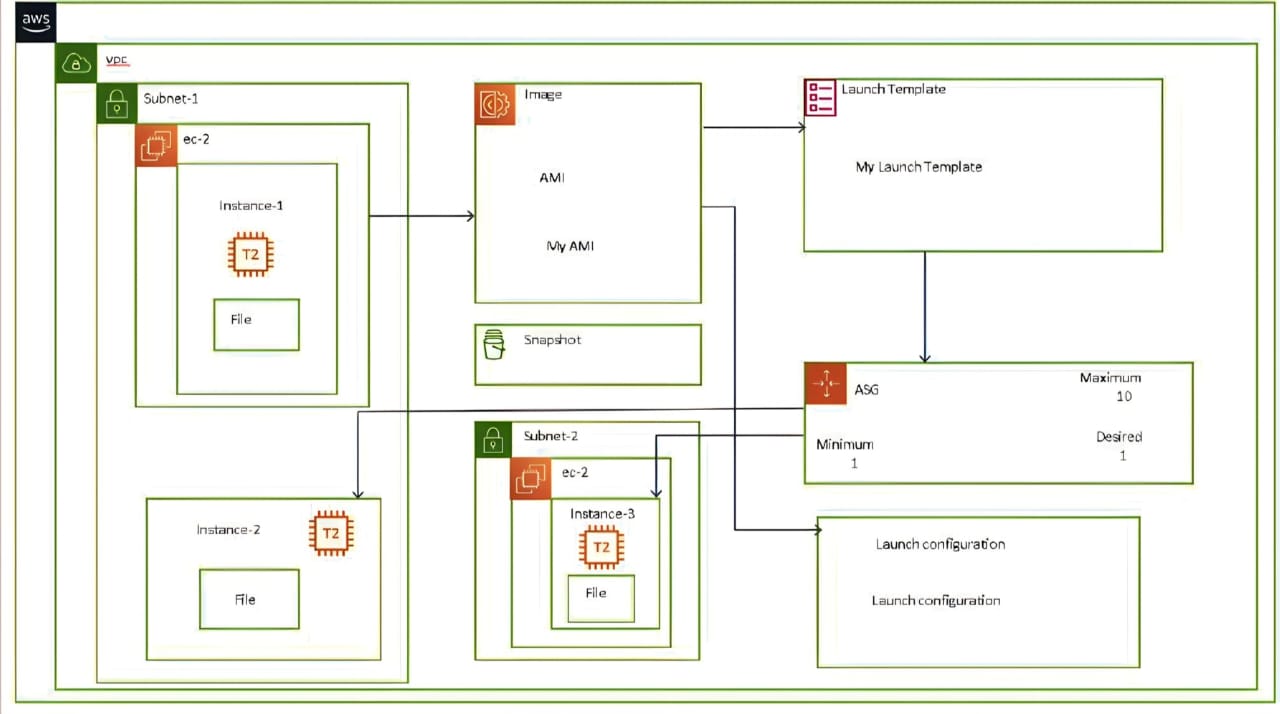 aws
vpc
Subnet-1
ec-2
Instance-1
T2
File
Instance-2
T2
File
Image
AMI
My AMI
Snapshot
Subnet-2
ec-2
Instance-3
T2
File
Launch Template
My Launch Template
ASG
Maximum
10
Minimum
1
Desired
1
Launch configuration
Launch configuration